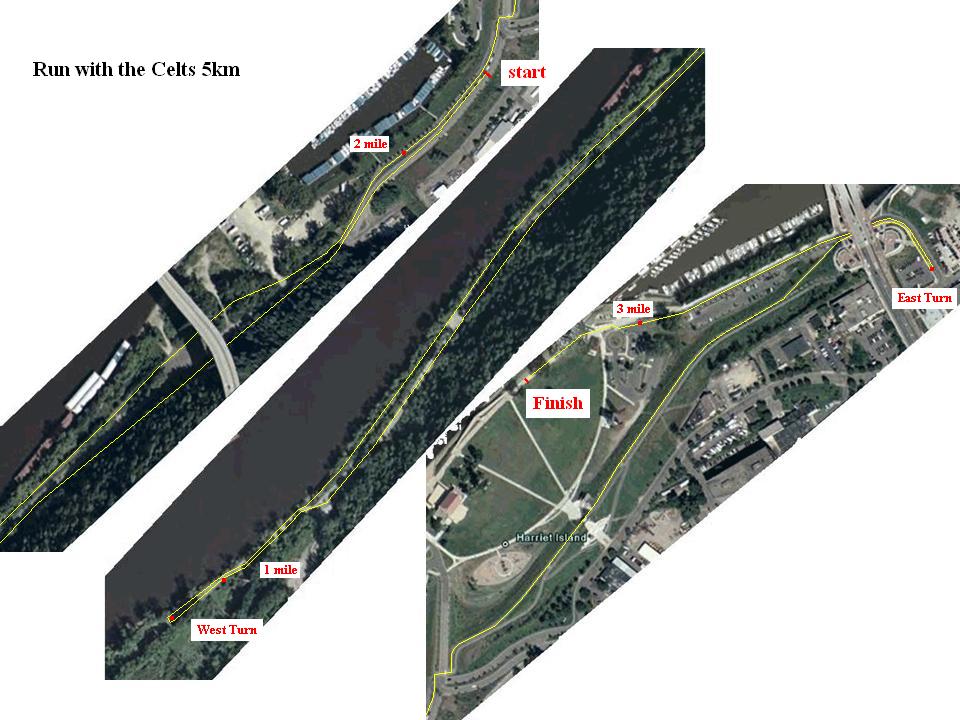 Run with the Celts 5km
start
2 mile
3 mile
East Turn
Finish
Harriet Island
1 mile
West Turn